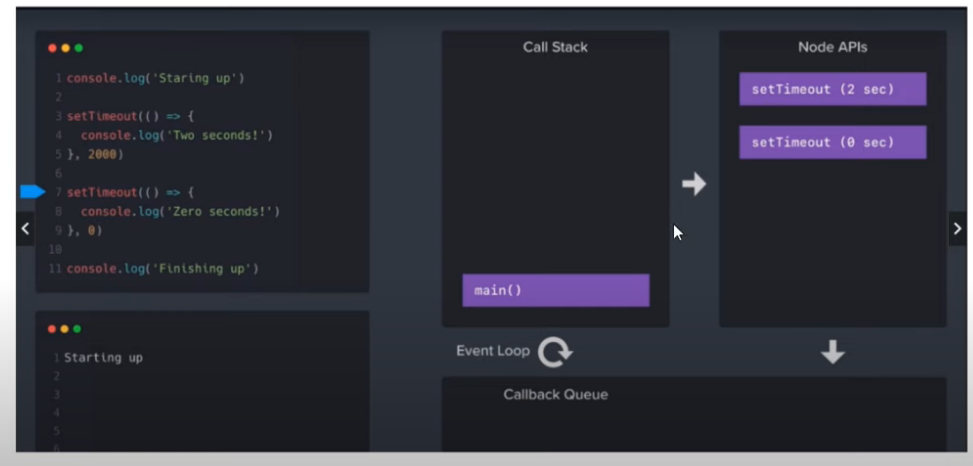 1 console.log('Staring up')
2
3 setTimeout(() => {
4 console.log('Two seconds!')
5 }, 2000)
6
7 setTimeout(() => {
8 console.log('Zero seconds!')
9 }, 0)
10
11 console.log('Finishing up')
1 Starting up
2
3
4
5
6
Call Stack
main()
Node APIs
setTimeout (2 sec)
setTimeout (0 sec)
Event Loop
Callback Queue